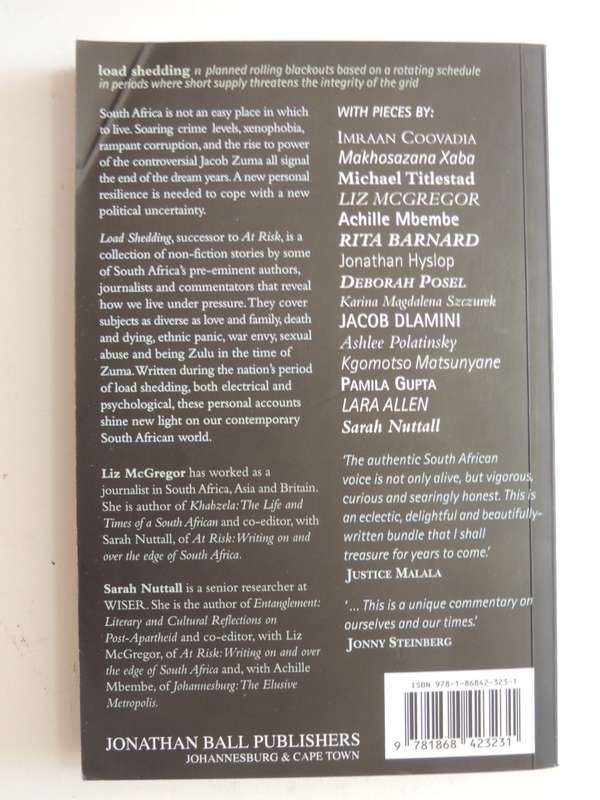 load shedding n planned rolling blackouts based on a rotating schedule
in periods where short supply threatens the integrity of the grid
South Africa is not an easy place in which
to live. Soaring crime levels, xenophobia,
rampant corruption, and the rise to power
of the controversial Jacob Zuma all signal
the end of the dream years. A new personal
resilience is needed to cope with a new
political uncertainty.
Load Shedding, successor to At Risk, is a
collection of non-fiction stories by some
of South Africa's pre-eminent authors,
journalists and commentators that reveal
how we live under pressure. They cover
subjects as diverse as love and family, death
and dying, ethnic panic, war envy, sexual
abuse and being Zulu in the time of
Zuma. Written during the nation's period
of load shedding, both electrical and
psychological, these personal accounts
shine new light on our contemporary
South African world.
Liz McGregor has worked as a
journalist in South Africa, Asia and Britain.
She is author of Khabzela: The Life and
Times of a South African and co-editor, with
Sarah Nuttall, of At Risk: Writing on and
over the edge of South Africa.
Sarah Nuttall is a senior researcher at
WISER. She is the author of Entanglement:
Literary and Cultural Reflections on
Post-Apartheid and co-editor, with Liz
McGregor, of At Risk: Writing on and over
the edge of South Africa and, with Achille
Mbembe, of Johannesburg: The Elusive
Metropolis.
JONATHAN BALL PUBLISHERS
JOHANNESBURG & CAPE TOWN
WITH PIECES BY:
IMRAAN COOVADIA
Makhosazana Xaba
Michael Titlestad
LIZ MCGREGOR
Achille Mbembe
RITA BARNARD
Jonathan Hyslop
DEBORAH POSEL
Karina Magdalena Szczurek
JACOB DLAMINI
Ashlee Polatinsky
Kgomotso Matsunyane
PAMILA GUPTA
LARA ALLEN
Sarah Nuttall
'The authentic South African
voice is not only alive, but vigorous,
curious and searingly honest. This is
an eclectic, delightful and beautifully-
written bundle that I shall
treasure for years to come.'
JUSTICE MALALA
' ... This is a unique commentary on
ourselves and our times.'
JONNY STEINBERG
ISBN 978-1-86842-323-1
9 781868 423231